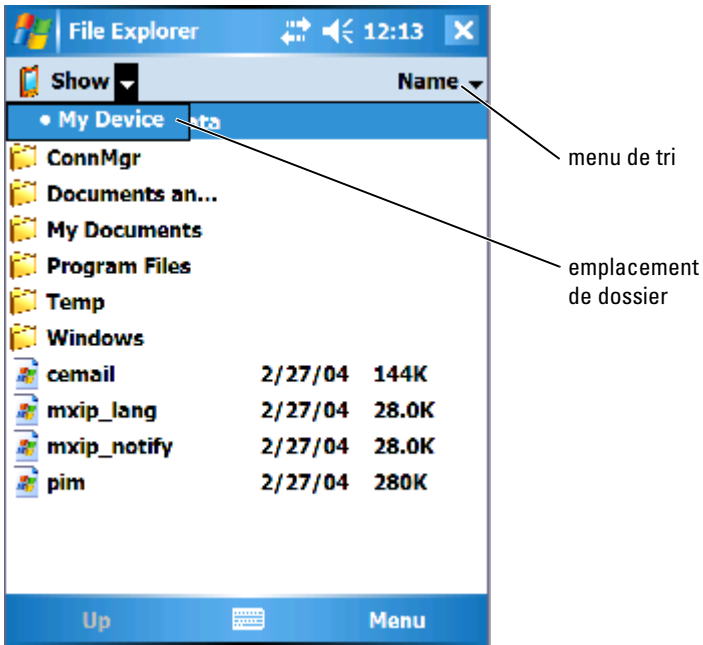 File Explorer 12:13
Show Name
• My Device ata
ConnMgr
Documents an...
My Documents
Program Files
Temp
Windows
cemail 2/27/04 144K
mxip_lang 2/27/04 28.0K
mxip_notify 2/27/04 28.0K
pim 2/27/04 280K
Up Menu
menu de tri
emplacement
de dossier